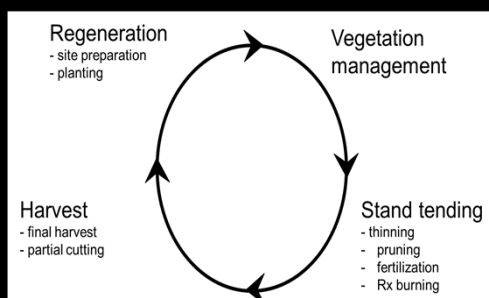 Regeneration
- site preparation
- planting
Vegetation
management
Harvest
- final harvest
- partial cutting
Stand tending
- thinning
- pruning
- fertilization
- Rx burning